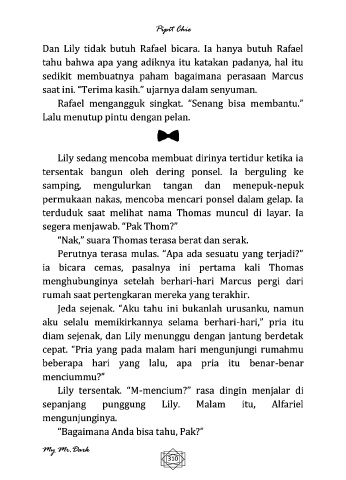 Pipit Chie
Dan Lily tidak butuh Rafael bicara. Ia hanya butuh Rafael
tahu bahwa apa yang adiknya itu katakan padanya, hal itu
sedikit membuatnya paham bagaimana perasaan Marcus
saat ini. “Terima kasih.” ujarnya dalam senyuman.
Rafael mengangguk singkat. “Senang bisa membantu.”
Lalu menutup pintu dengan pelan.
Lily sedang mencoba membuat dirinya tertidur ketika ia
tersentak bangun oleh dering ponsel. Ia berguling ke
samping, mengulurkan tangan dan menepuk-nepuk
permukaan nakas, mencoba mencari ponsel dalam gelap. Ia
terduduk saat melihat nama Thomas muncul di layar. Ia
segera menjawab. “Pak Thom?”
“Nak,” suara Thomas terasa berat dan serak.
Perutnya terasa mulas. “Apa ada sesuatu yang terjadi?”
ia bicara cemas, pasalnya ini pertama kali Thomas
menghubunginya setelah berhari-hari Marcus pergi dari
rumah saat pertengkaran mereka yang terakhir.
Jeda sejenak. “Aku tahu ini bukanlah urusanku, namun
aku selalu memikirkannya selama berhari-hari,” pria itu
diam sejenak, dan Lily menunggu dengan jantung berdetak
cepat. “Pria yang pada malam hari mengunjungi rumahmu
beberapa hari yang lalu, apa pria itu benar-benar
menciummu?”
Lily tersentak. “M-mencium?” rasa dingin menjalar di
sepanjang punggung Lily. Malam itu, Alfariel
mengunjunginya.
“Bagaimana Anda bisa tahu, Pak?”
My Mr. Dark
310